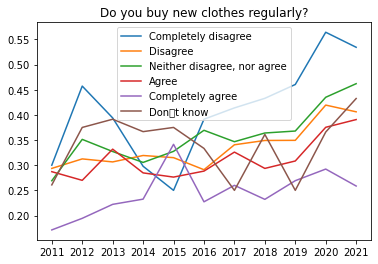 Do you buy new clothes regularly?
Completely disagree
Disagree
Neither disagree, nor agree
Agree
Completely agree
Don▯t know
0.55
0.50
0.45
0.40
0.35
0.30
0.25
0.20
2011 2012 2013 2014 2015 2016 2017 2018 2019 2020 2021